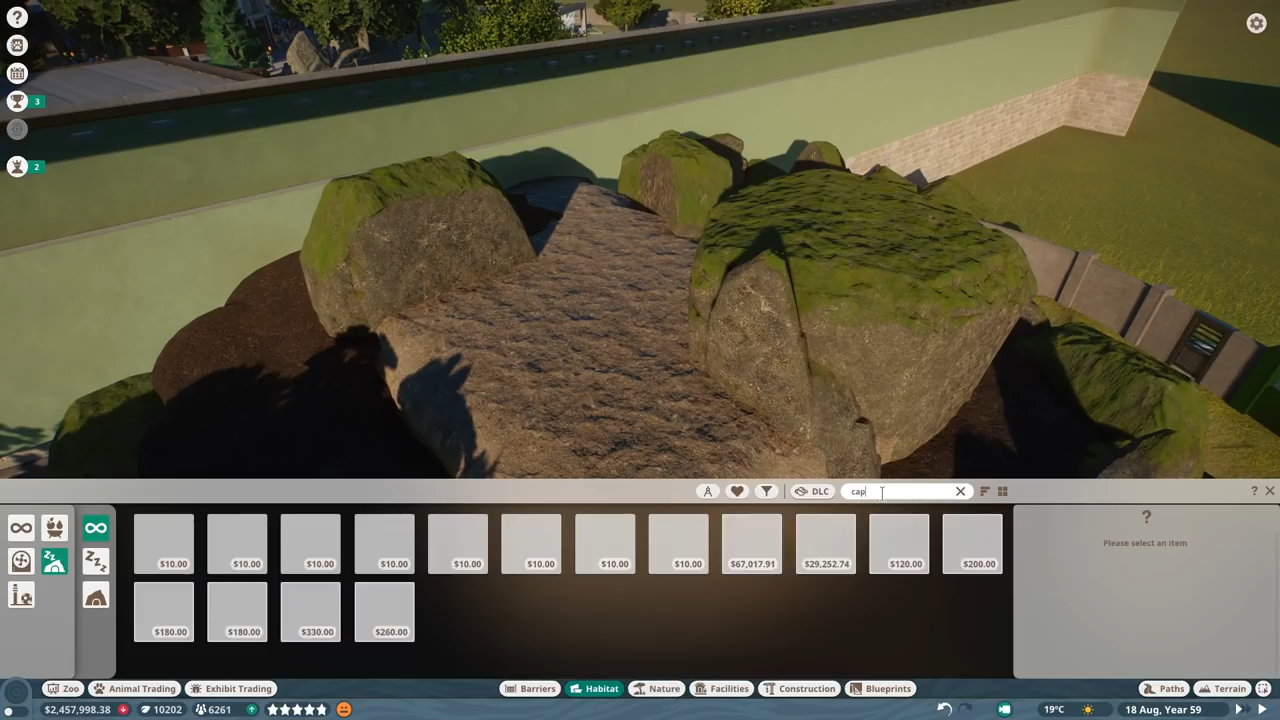 3
2
DLC
cap
$10.00
$10.00
$10.00
$10.00
$10.00
$10.00
$10.00
$10.00
$67,017.91
$29,252.74
$120.00
$200.00
$180.00
$180.00
$330.00
$260.00
Please select an item
Zoo
Animal Trading
Exhibit Trading
Barriers
Habitat
Nature
Facilities
Construction
Blueprints
Paths
Terrain
$2,457,998.38
10202
6261
19°C
18 Aug, Year 59